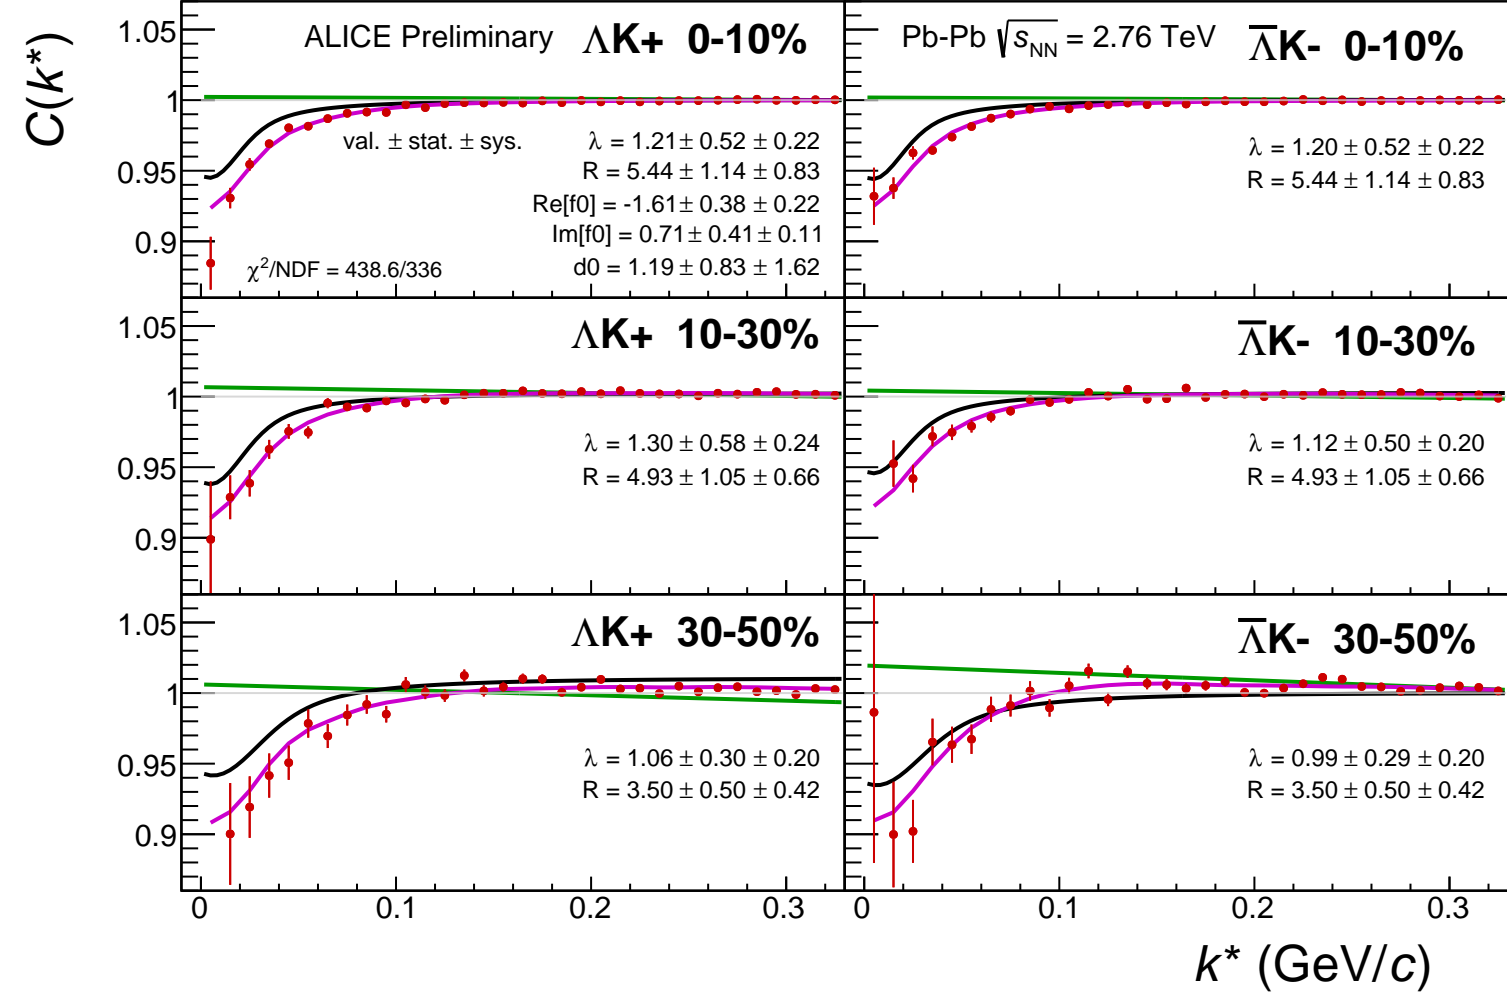 C(k*)
ALICE Preliminary ΛK+ 0-10%
val. ± stat. ± sys.
λ = 1.21 ± 0.52 ± 0.22
R = 5.44 ± 1.14 ± 0.83
Re[f0] = -1.61 ± 0.38 ± 0.22
Im[f0] = 0.71 ± 0.41 ± 0.11
d0 = 1.19 ± 0.83 ± 1.62
χ²/NDF = 438.6/336
1.05
1
0.95
0.9
Pb-Pb √sNN = 2.76 TeV Λ̅K- 0-10%
λ = 1.20 ± 0.52 ± 0.22
R = 5.44 ± 1.14 ± 0.83
ΛK+ 10-30%
λ = 1.30 ± 0.58 ± 0.24
R = 4.93 ± 1.05 ± 0.66
1.05
1
0.95
0.9
Λ̅K- 10-30%
λ = 1.12 ± 0.50 ± 0.20
R = 4.93 ± 1.05 ± 0.66
ΛK+ 30-50%
λ = 1.06 ± 0.30 ± 0.20
R = 3.50 ± 0.50 ± 0.42
1.05
1
0.95
0.9
Λ̅K- 30-50%
λ = 0.99 ± 0.29 ± 0.20
R = 3.50 ± 0.50 ± 0.42
0 0.1 0.2 0.3
0 0.1 0.2 0.3
k* (GeV/c)